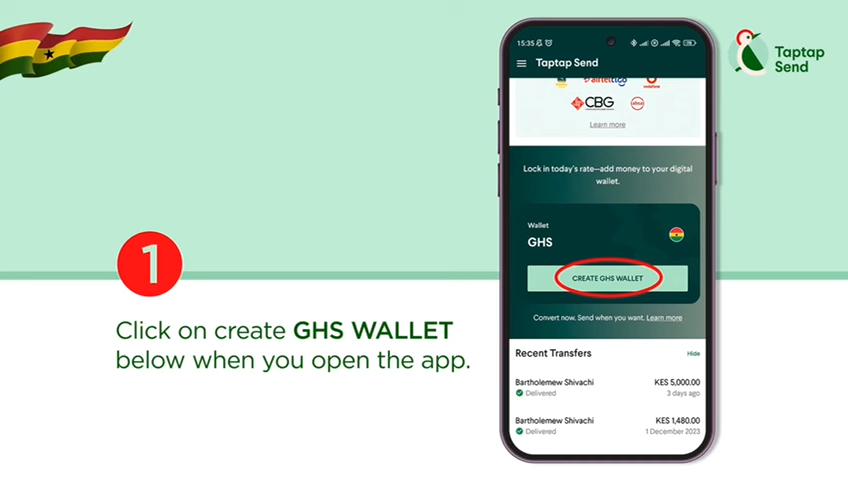 15:35
Taptap Send
airteltigo
vodafone
CBG
absa
Learn more
Lock in today's rate—add money to your digital
wallet.
Wallet
GHS
CREATE GHS WALLET
Convert now. Send when you want. Learn more
Recent Transfers
Hide
Bartholemew Shivachi
KES 5,000.00
Delivered
3 days ago
Bartholemew Shivachi
KES 1,480.00
Delivered
1 December 2023
Taptap
Send
1
Click on create GHS WALLET
below when you open the app.